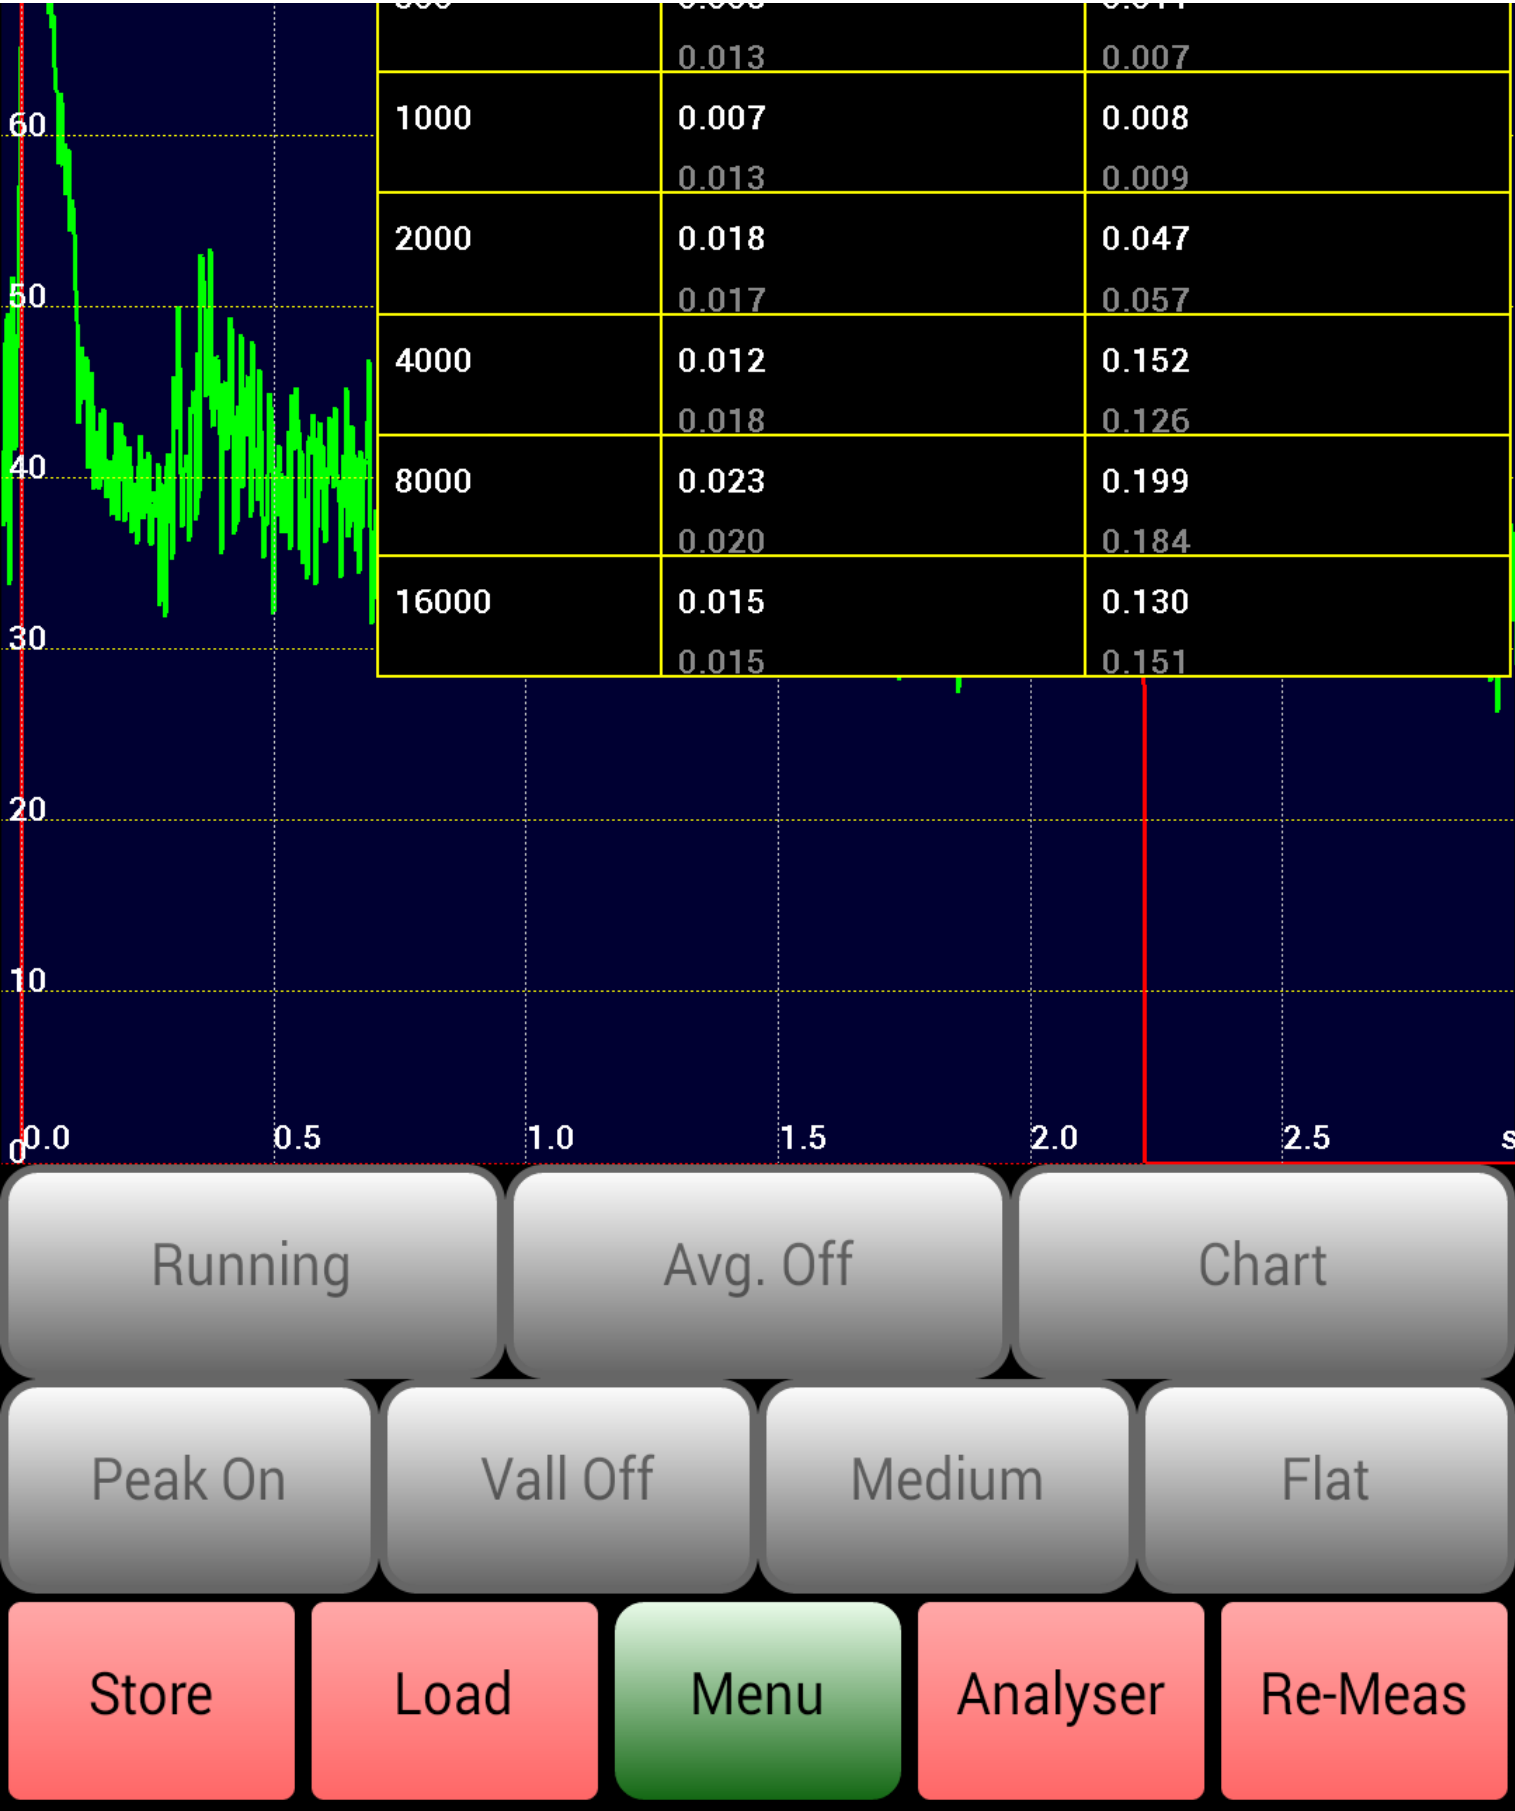 0.013 0.007
1000 0.007 0.008
0.013 0.009
2000 0.018 0.047
0.017 0.057
4000 0.012 0.152
0.018 0.126
8000 0.023 0.199
0.020 0.184
16000 0.015 0.130
0.015 0.151
60
50
40
30
20
10
0
0.0 0.5 1.0 1.5 2.0 2.5 s
Running Avg. Off Chart
Peak On Vall Off Medium Flat
Store Load Menu Analyser Re-Meas